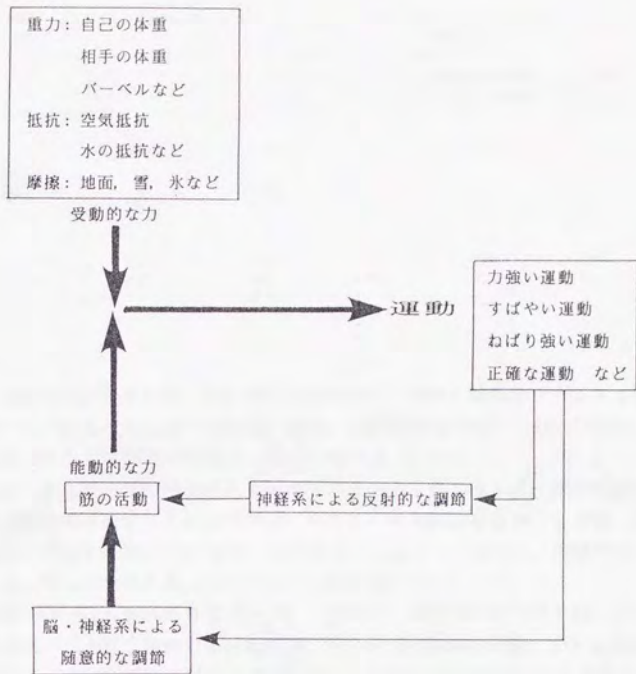 重力: 自己の体重
相手の体重
バーベルなど
抵抗: 空気抵抗
水の抵抗など
摩擦: 地面, 雪, 氷など
受動的な力
運動
力強い運動
すばやい運動
ねばり強い運動
正確な運動 など
能動的な力
筋の活動
神経系による反射的な調節
脳・神経系による
随意的な調節